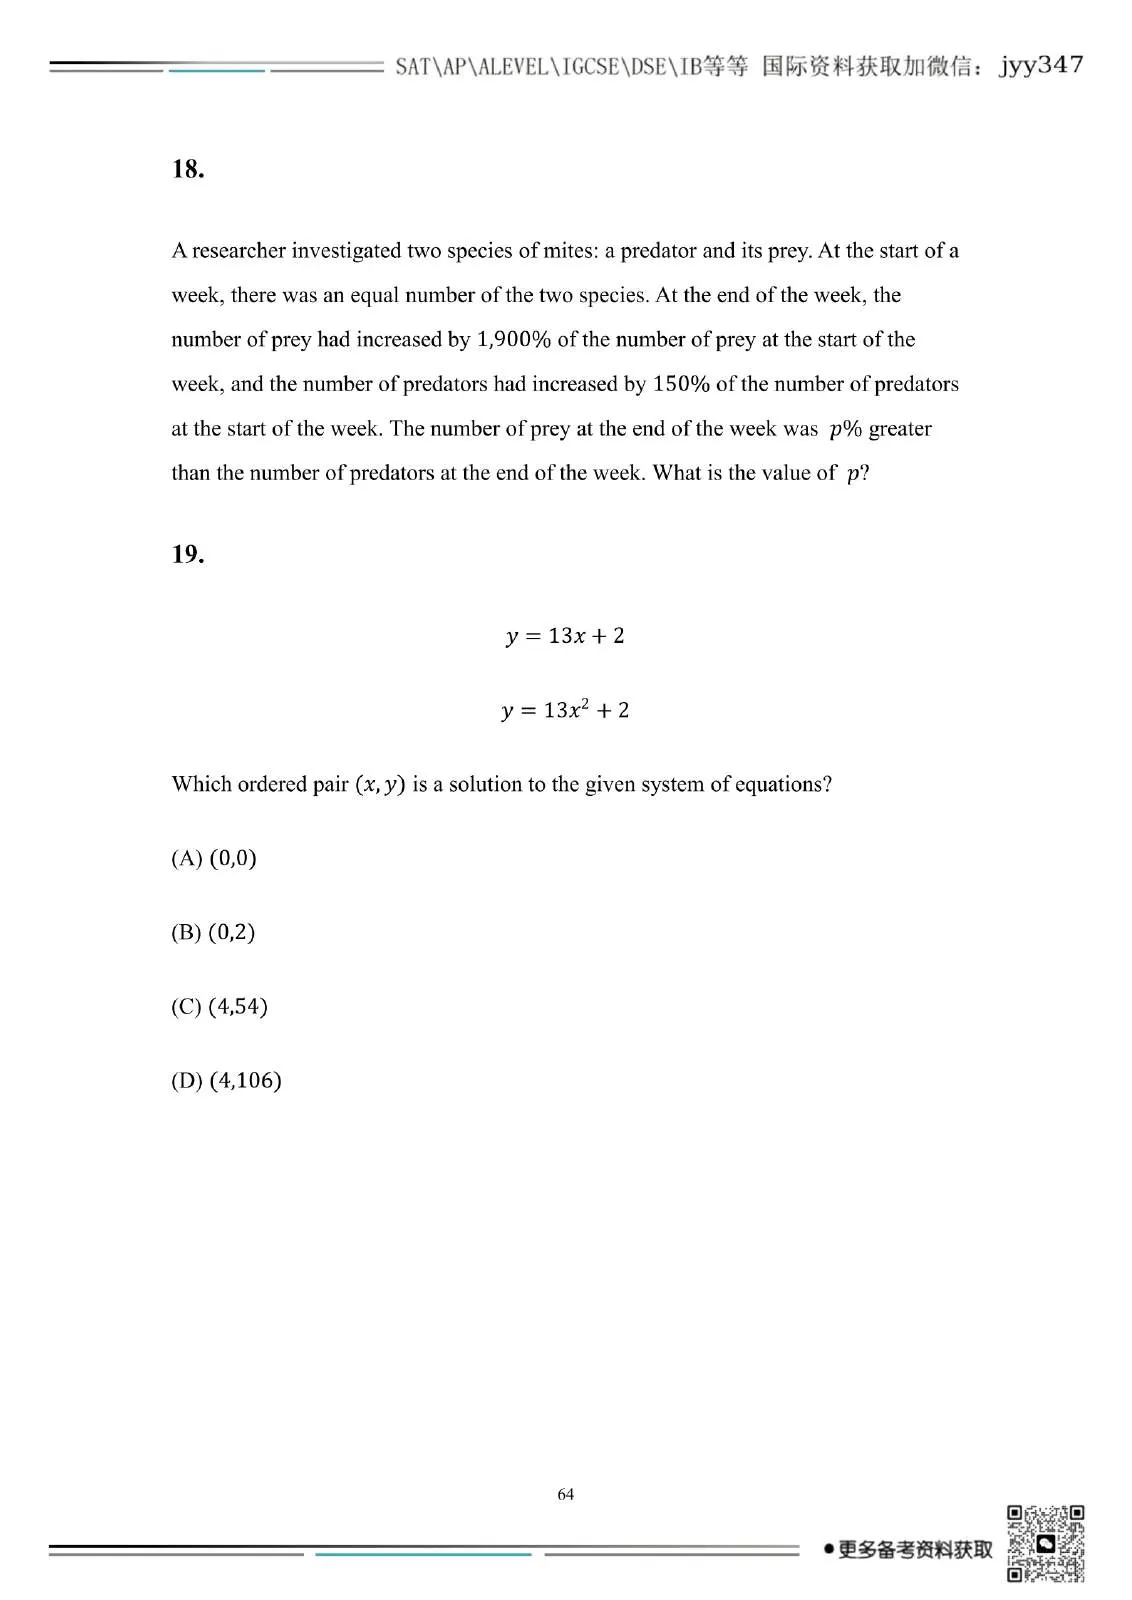 SAT\AP\ALEVEL\IGCSE\DSE\IB等等 国际资料获取加微信： jyy347
18.
A researcher investigated two species of mites: a predator and its prey. At the start of a
week, there was an equal number of the two species. At the end of the week, the
number of prey had increased by 1,900% of the number of prey at the start of the
week, and the number of predators had increased by 150% of the number of predators
at the start of the week. The number of prey at the end of the week was p% greater
than the number of predators at the end of the week. What is the value of p?
19.
y = 13x + 2
y = 13x² + 2
Which ordered pair (x, y) is a solution to the given system of equations?
(A) (0,0)
(B) (0,2)
(C) (4,54)
(D) (4,106)
64
●更多备考资料获取